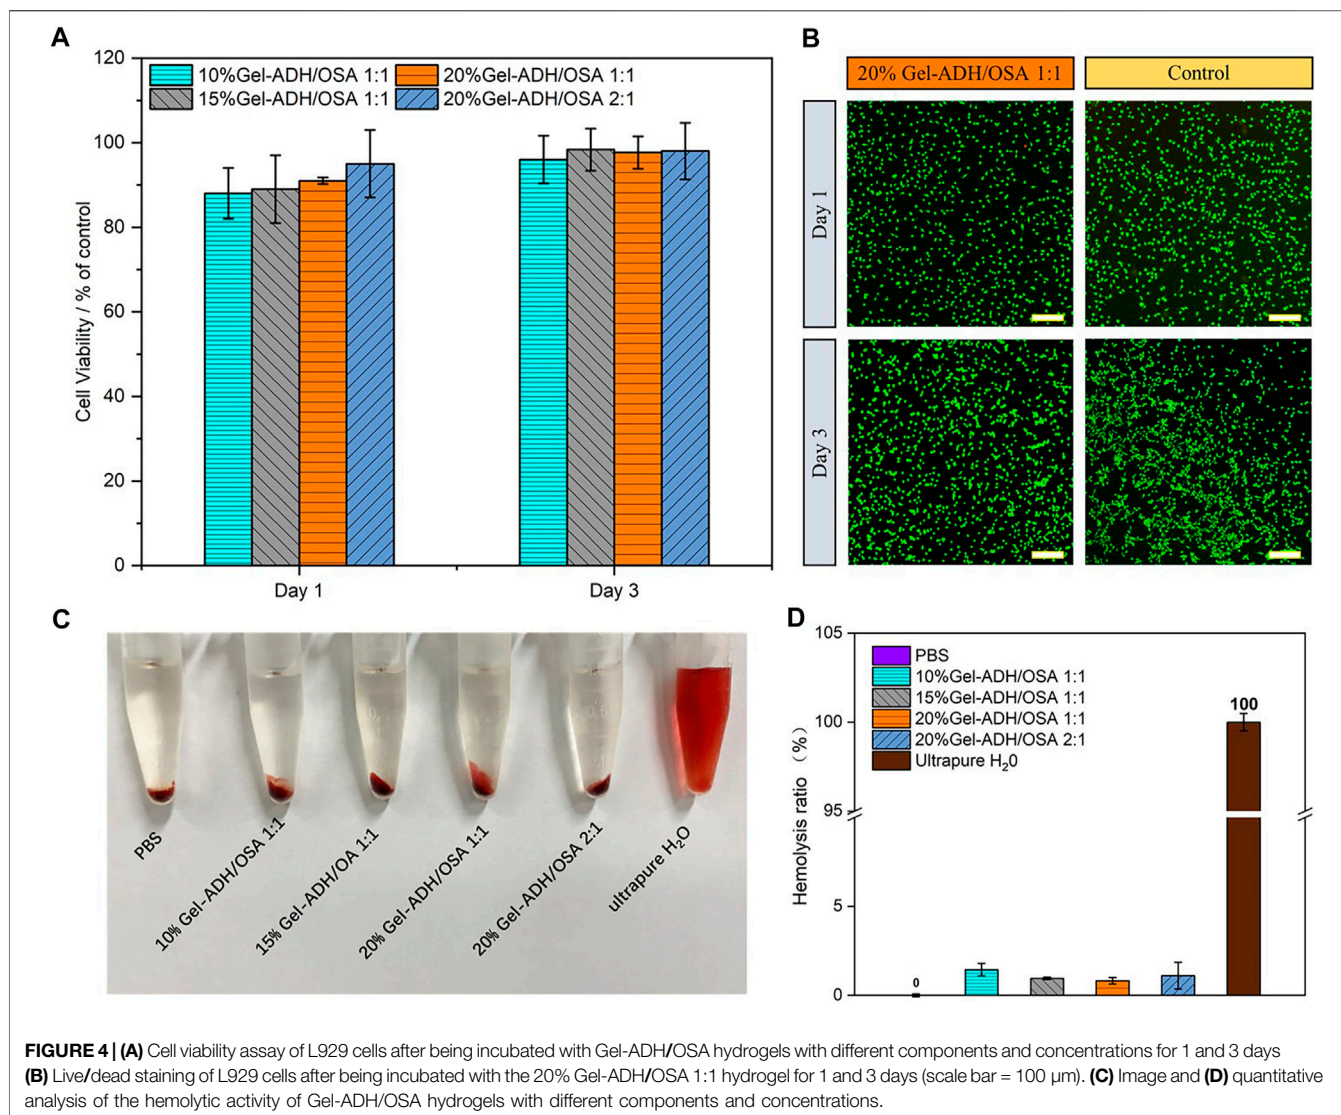 A
120
100
80
60
40
20
0
Cell Viability / % of control
10%Gel-ADH/OSA 1:1
20%Gel-ADH/OSA 1:1
15%Gel-ADH/OSA 1:1
20%Gel-ADH/OSA 2:1
Day 1
Day 3
B
20% Gel-ADH/OSA 1:1
Control
Day 1
Day 3
C
PBS
10% Gel-ADH/OSA 1:1
15% Gel-ADH/OA 1:1
20% Gel-ADH/OSA 1:1
20% Gel-ADH/OSA 2:1
ultrapure H₂O
D
105
100
95
5
0
Hemolysis ratio (%)
PBS
10%Gel-ADH/OSA 1:1
15%Gel-ADH/OSA 1:1
20%Gel-ADH/OSA 1:1
20%Gel-ADH/OSA 2:1
Ultrapure H₂0
0
100
FIGURE 4 | (A) Cell viability assay of L929 cells after being incubated with Gel-ADH/OSA hydrogels with different components and concentrations for 1 and 3 days
(B) Live/dead staining of L929 cells after being incubated with the 20% Gel-ADH/OSA 1:1 hydrogel for 1 and 3 days (scale bar = 100 μm). (C) Image and (D) quantitative
analysis of the hemolytic activity of Gel-ADH/OSA hydrogels with different components and concentrations.